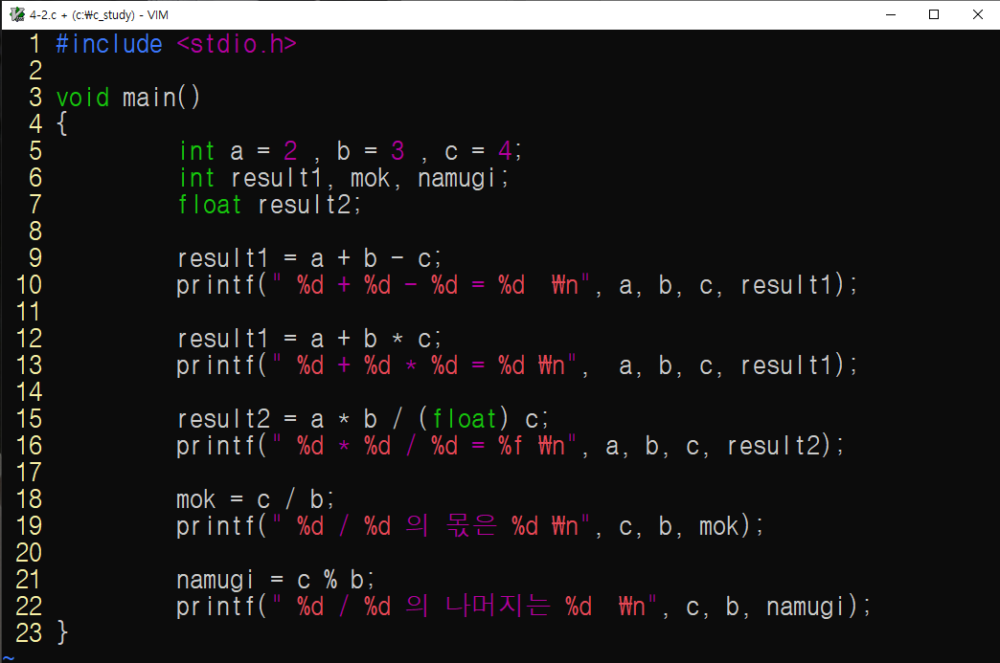 4-2.c + (c:₩c_study) - VIM
1 #include <stdio.h>
2
3 void main()
4 {
5 int a = 2 , b = 3 , c = 4;
6 int result1, mok, namugi;
7 float result2;
8
9 result1 = a + b - c;
10 printf(" %d + %d - %d = %d  ₩n", a, b, c, result1);
11
12 result1 = a + b * c;
13 printf(" %d + %d * %d = %d ₩n",  a, b, c, result1);
14
15 result2 = a * b / (float) c;
16 printf(" %d * %d / %d = %f ₩n", a, b, c, result2);
17
18 mok = c / b;
19 printf(" %d / %d 의 몫은 %d ₩n", c, b, mok);
20
21 namugi = c % b;
22 printf(" %d / %d 의 나머지는 %d  ₩n", c, b, namugi);
23 }
~